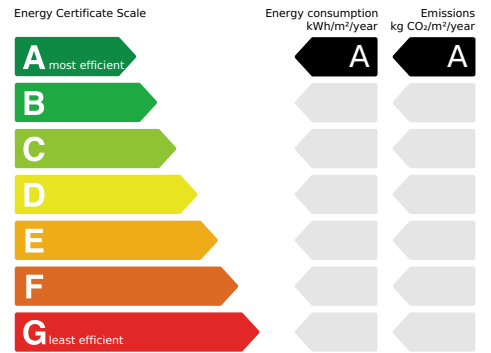 Energy Certificate Scale
Energy consumption
kWh/m²/year
Emissions
kg CO₂/m²/year
A most efficient
A
A
B
C
D
E
F
G least efficient